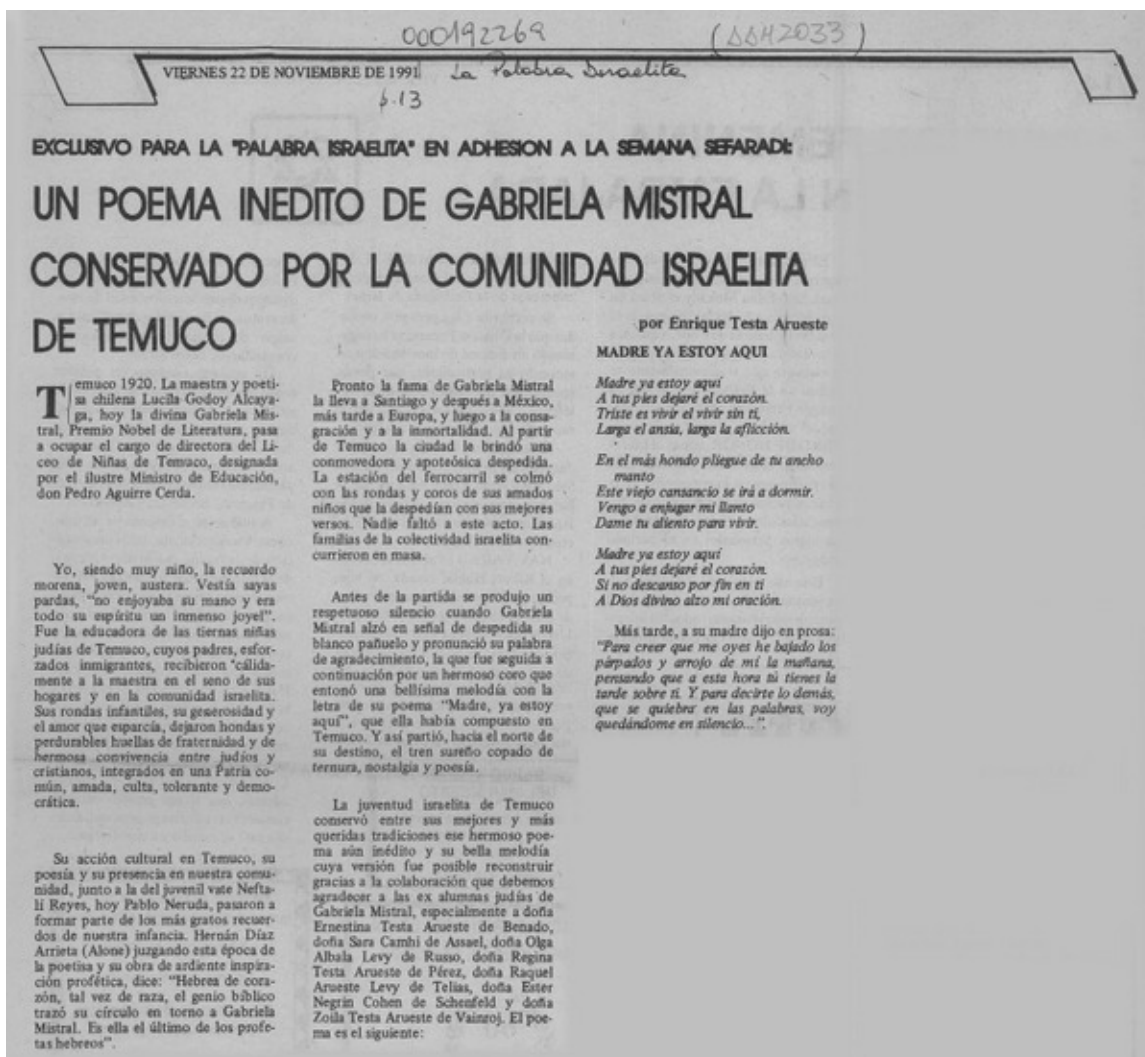 000192269 (AAH2033)
VIERNES 22 DE NOVIEMBRE DE 1991 La Palabra Israelita
p.13
EXCLUSIVO PARA LA "PALABRA ISRAELITA" EN ADHESION A LA SEMANA SEFARADI:
UN POEMA INEDITO DE GABRIELA MISTRAL
CONSERVADO POR LA COMUNIDAD ISRAELITA
DE TEMUCO
por Enrique Testa Arueste
Temuco 1920. La maestra y poeti-
sa chilena Lucila Godoy Alcaya-
ga, hoy la divina Gabriela Mis-
tral, Premio Nobel de Literatura, pasa
a ocupar el cargo de directora del Li-
ceo de Niñas de Temuco, designada
por el ilustre Ministro de Educación,
don Pedro Aguirre Cerda.
Yo, siendo muy niño, la recuerdo
morena, joven, austera. Vestía sayas
pardas, "no enjoyaba su mano y era
todo su espíritu un inmenso joyel".
Fue la educadora de las tiernas niñas
judías de Temuco, cuyos padres, esfor-
zados inmigrantes, recibieron cálida-
mente a la maestra en el seno de sus
hogares y en la comunidad israelita.
Sus rondas infantiles, su generosidad y
el amor que esparcía, dejaron hondas y
perdurables huellas de fraternidad y de
hermosa convivencia entre judíos y
cristianos, integrados en una Patria co-
mún, amada, culta, tolerante y demo-
crática.
Su acción cultural en Temuco, su
poesía y su presencia en nuestra comu-
nidad, junto a la del juvenil vate Nefta-
lí Reyes, hoy Pablo Neruda, pasaron a
formar parte de los más gratos recuer-
dos de nuestra infancia. Hernán Díaz
Arrieta (Alone) juzgando esta época de
la poetisa y su obra de ardiente inspira-
ción profética, dice: "Hebrea de cora-
zón, tal vez de raza, el genio bíblico
trazó su círculo en torno a Gabriela
Mistral. Es ella el último de los profe-
tas hebreos".
Pronto la fama de Gabriela Mistral
la lleva a Santiago y después a México,
más tarde a Europa, y luego a la consa-
gración y a la inmortalidad. Al partir
de Temuco la ciudad le brindó una
conmovedora y apoteósica despedida.
La estación del ferrocarril se colmó
con las rondas y coros de sus amados
niños que la despedían con sus mejores
versos. Nadie faltó a este acto. Las
familias de la colectividad israelita con-
currieron en masa.
Antes de la partida se produjo un
respetuoso silencio cuando Gabriela
Mistral alzó en señal de despedida su
blanco pañuelo y pronunció su palabra
de agradecimiento, la que fue seguida a
continuación por un hermoso coro que
entonó una bellísima melodía con la
letra de su poema "Madre, ya estoy
aquí", que ella había compuesto en
Temuco. Y así partió, hacia el norte de
su destino, el tren sureño copado de
ternura, nostalgia y poesía.
La juventud israelita de Temuco
conservó entre sus mejores y más
queridas tradiciones ese hermoso poe-
ma aún inédito y su bella melodía
cuya versión fue posible reconstruir
gracias a la colaboración que debemos
agradecer a las ex alumnas judías de
Gabriela Mistral, especialmente a doña
Ernestina Testa Arueste de Benado,
doña Sara Camhi de Assael, doña Olga
Albala Levy de Russo, doña Regina
Testa Arueste de Pérez, doña Raquel
Arueste Levy de Telias, doña Ester
Negrin Cohen de Schenfeld y doña
Zoila Testa Arueste de Vainroj. El poe-
ma es el siguiente:
MADRE YA ESTOY AQUI
Madre ya estoy aquí
A tus pies dejaré el corazón.
Triste es vivir el vivir sin ti,
Larga el ansia, larga la aflicción.
En el más hondo pliegue de tu ancho
manto
Este viejo cansancio se irá a dormir.
Vengo a enjugar mi llanto
Dame tu aliento para vivir.
Madre ya estoy aquí
A tus pies dejaré el corazón.
Si no descanso por fin en ti
A Dios divino alzo mi oración.
Más tarde, a su madre dijo en prosa:
"Para creer que me oyes he bajado los
párpados y arrojo de mí la mañana,
pensando que a esta hora tú tienes la
tarde sobre ti. Y para decirte lo demás,
que se quiebra en las palabras, voy
quedándome en silencio...".